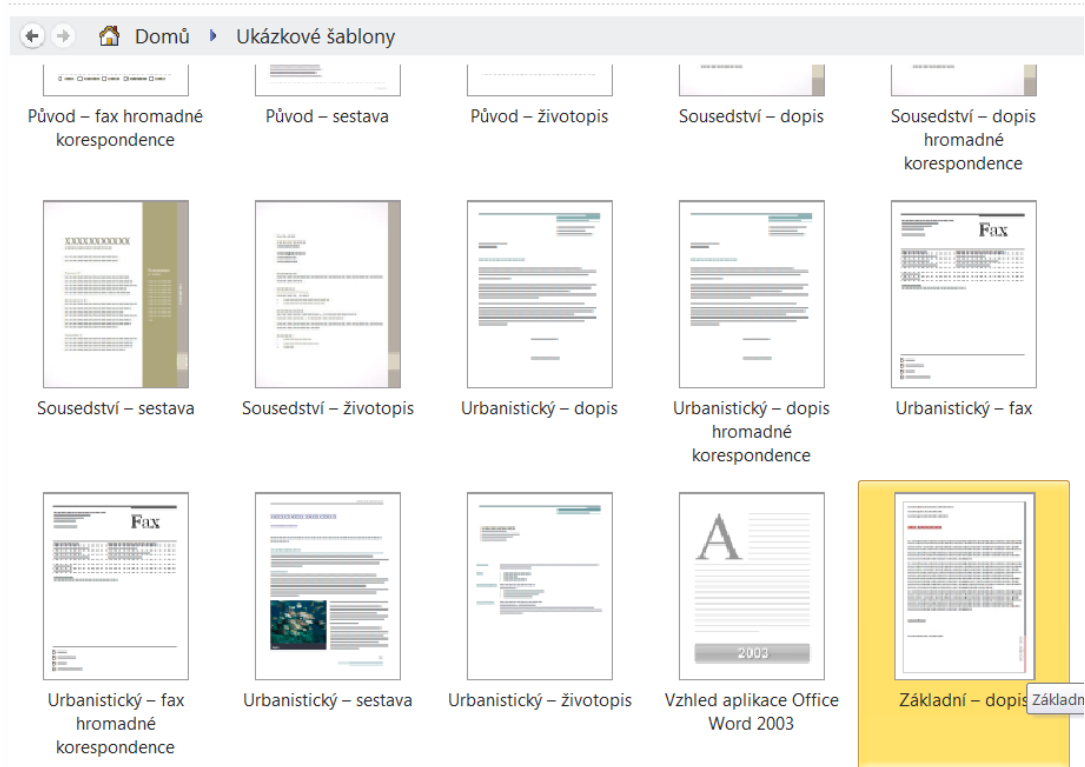 Domů Ukázkové šablony
Původ – fax hromadné
korespondence
Původ – sestava
Původ – životopis
Sousedství – dopis
Sousedství – dopis
hromadné
korespondence
XXXXXXXXXXX
Fax
Sousedství – sestava
Sousedství – životopis
Urbanistický – dopis
Urbanistický – dopis
hromadné
korespondence
Urbanistický – fax
Fax
A
2003
Urbanistický – fax
hromadné
korespondence
Urbanistický – sestava
Urbanistický – životopis
Vzhled aplikace Office
Word 2003
Základní – dopis
Základn